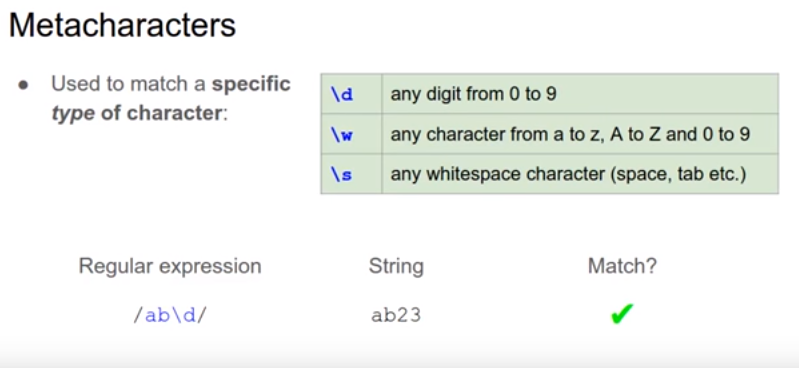 Metacharacters
● Used to match a specific
type of character:
\d any digit from 0 to 9
\w any character from a to z, A to Z and 0 to 9
\s any whitespace character (space, tab etc.)
Regular expression String Match?
/ab\d/ ab23 ✔